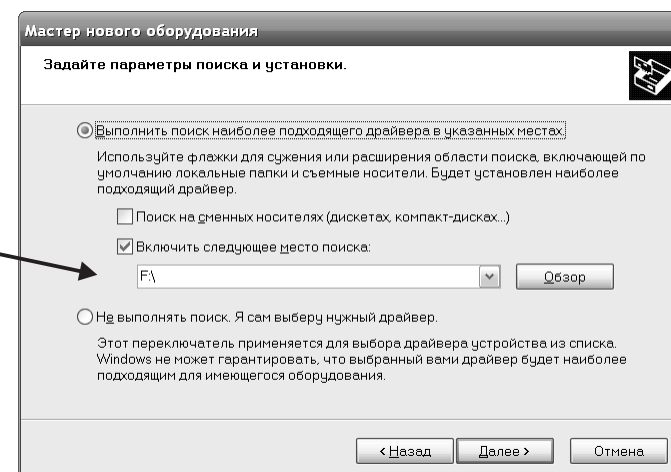 Мастер нового оборудования
Задайте параметры поиска и установки.
Выполнить поиск наиболее подходящего драйвера в указанных местах.
Используйте флажки для сужения или расширения области поиска, включающей по
умолчанию локальные папки и съемные носители. Будет установлен наиболее
подходящий драйвер.
Поиск на сменных носителях (дискетах, компакт-дисках...)
Включить следующее место поиска:
F:\
Обзор
Не выполнять поиск. Я сам выберу нужный драйвер.
Этот переключатель применяется для выбора драйвера устройства из списка.
Windows не может гарантировать, что выбранный вами драйвер будет наиболее
подходящим для имеющегося оборудования.
< Назад
Далее >
Отмена